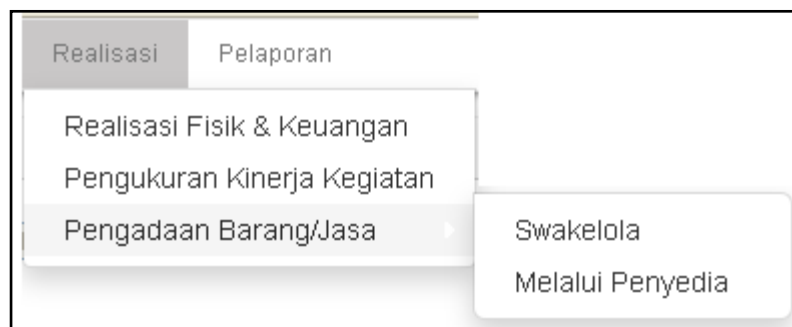 Realisasi Pelaporan
Realisasi Fisik & Keuangan
Pengukuran Kinerja Kegiatan
Pengadaan Barang/Jasa
Swakelola
Melalui Penyedia